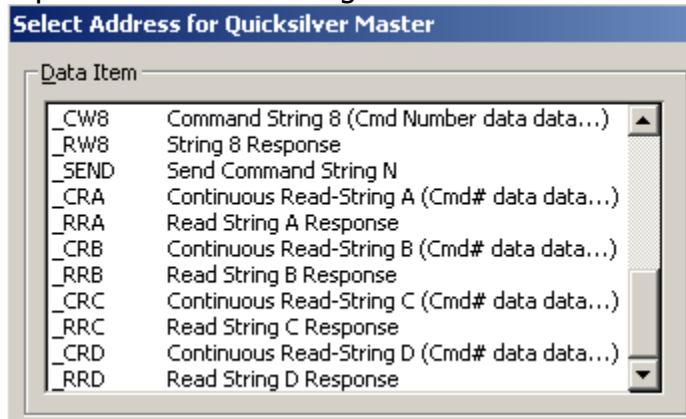 Select Address for Quicksilver Master
Data Item
_CW8 Command String 8 (Cmd Number data data...)
_RW8 String 8 Response
_SEND Send Command String N
_CRA Continuous Read-String A (Cmd# data data...)
_RRA Read String A Response
_CRB Continuous Read-String B (Cmd# data data...)
_RRB Read String B Response
_CRC Continuous Read-String C (Cmd# data data...)
_RRC Read String C Response
_CRD Continuous Read-String D (Cmd# data data...)
_RRD Read String D Response